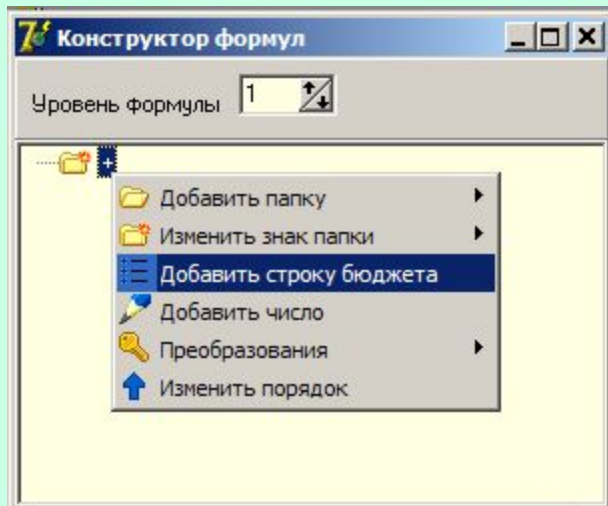 Конструктор формул
Уровень формулы 1
+
Добавить папку
Изменить знак папки
Добавить строку бюджета
Добавить число
Преобразования
Изменить порядок